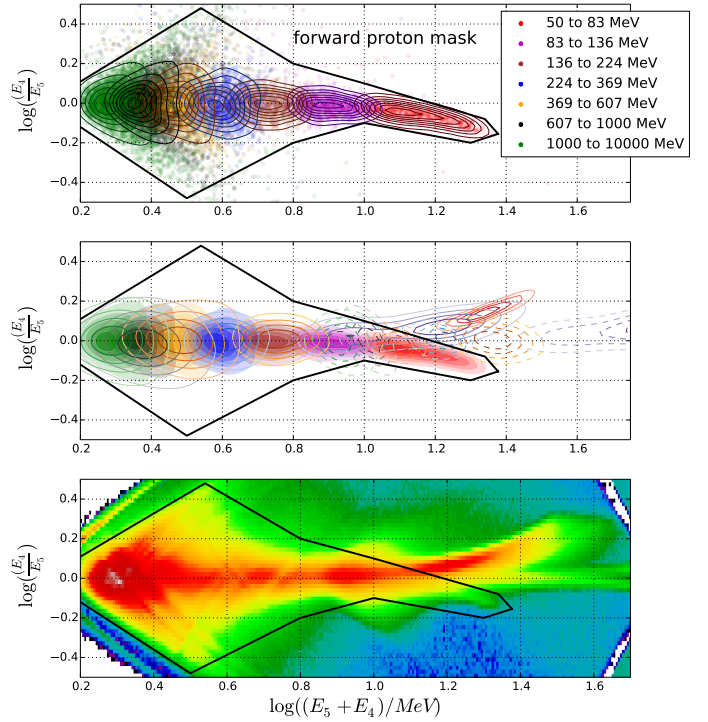 forward proton mask
50 to 83 MeV
83 to 136 MeV
136 to 224 MeV
224 to 369 MeV
369 to 607 MeV
607 to 1000 MeV
1000 to 10000 MeV
log(E₄/E₅)
0.4
0.2
0.0
−0.2
−0.4
0.2 0.4 0.6 0.8 1.0 1.2 1.4 1.6
log(E₄/E₅)
0.4
0.2
0.0
−0.2
−0.4
0.2 0.4 0.6 0.8 1.0 1.2 1.4 1.6
log(E₄/E₅)
0.4
0.2
0.0
−0.2
−0.4
0.2 0.4 0.6 0.8 1.0 1.2 1.4 1.6
log((E₅ + E₄)/MeV)